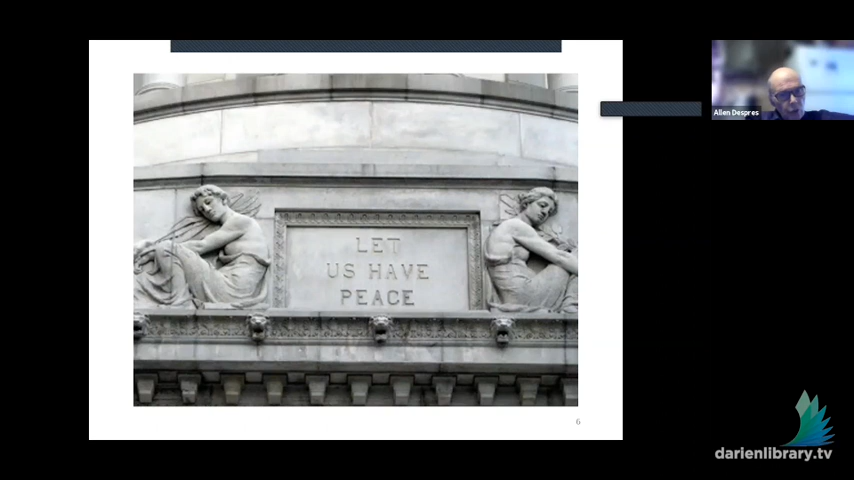 LET
US HAVE
PEACE
Allen Despres
6
darienlibrary.tv